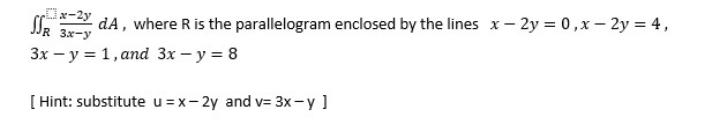 ∬_R (x-2y)/(3x-y) dA , where R is the parallelogram enclosed by the lines x − 2y = 0 , x − 2y = 4 ,
3x − y = 1 , and 3x − y = 8
[ Hint: substitute u = x − 2y and v= 3x − y ]